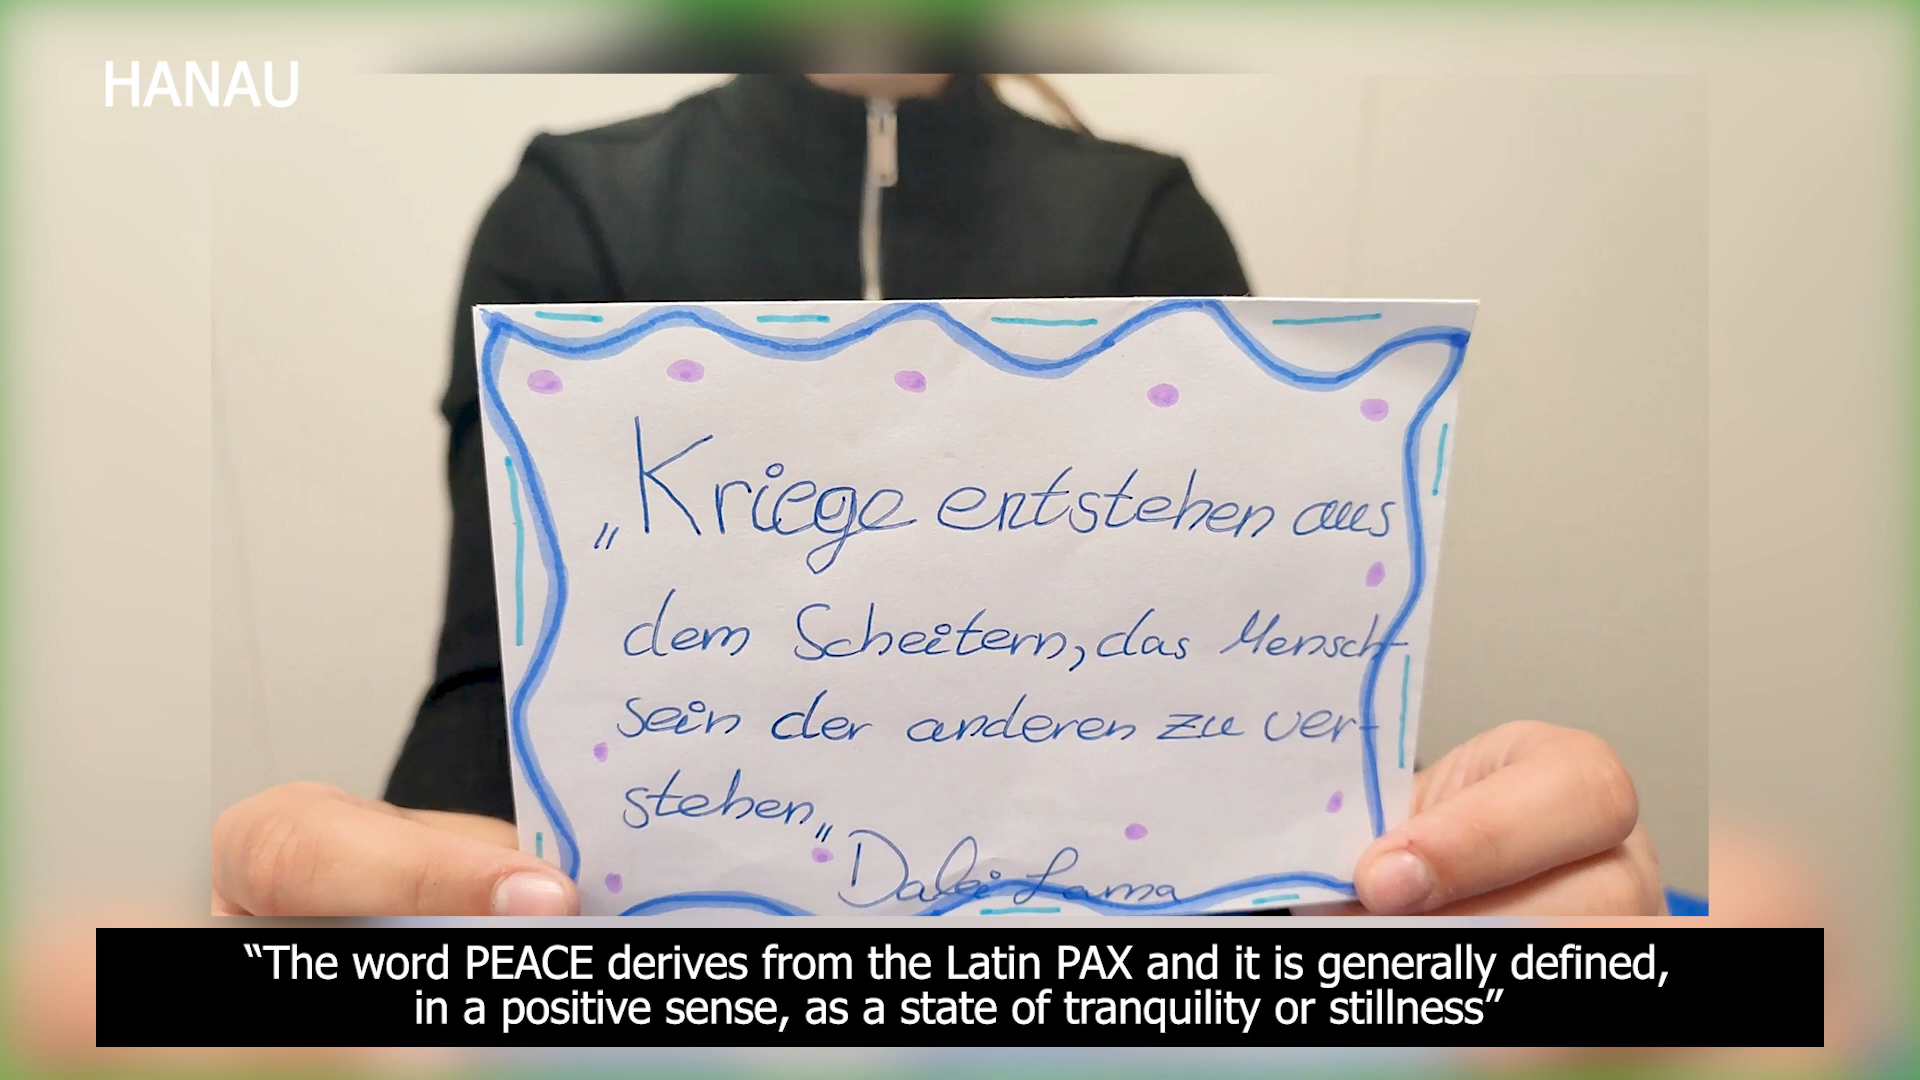 HANAU
„Kriege entstehen aus
dem Scheitern, das Mensch-
sein der anderen zu ver-
stehen„
Dalai Lama
“The word PEACE derives from the Latin PAX and it is generally defined,
in a positive sense, as a state of tranquility or stillness”